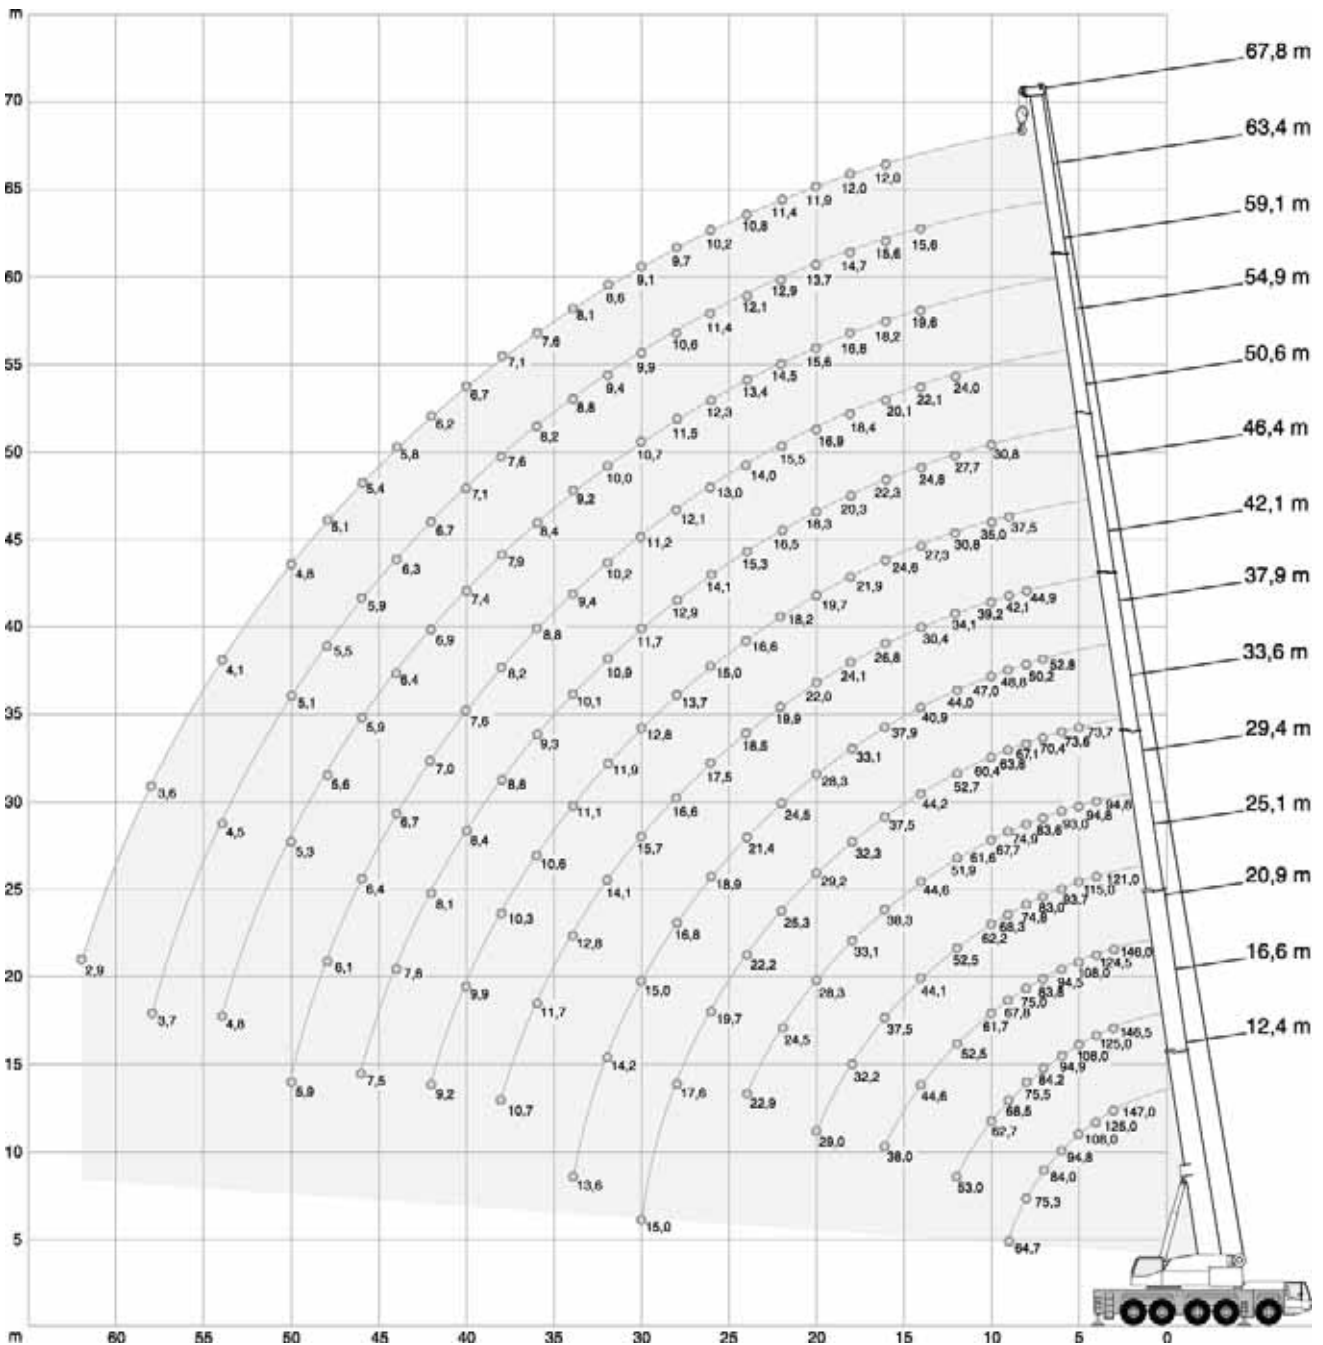 m
70
65
60
55
50
45
40
35
30
25
20
15
10
5
m
67,8 m
63,4 m
59,1 m
54,9 m
50,6 m
46,4 m
42,1 m
37,9 m
33,6 m
29,4 m
25,1 m
20,9 m
16,6 m
12,4 m
2,9 3,6 4,1 4,8 5,1 5,4 5,8 6,2 6,7 7,1 7,6 8,1 8,6 9,1 9,7 10,2 10,8 11,4 11,9 12,0 12,0
3,7 4,5 5,1 5,5 5,9 6,3 6,7 7,1 7,6 8,2 8,8 9,4 9,9 10,6 11,4 12,1 12,9 13,7 14,7 15,6 15,6
4,8 5,3 5,6 5,9 6,4 6,9 7,4 7,9 8,4 9,2 10,0 10,7 11,5 12,3 13,4 14,5 15,6 16,8 18,2 19,6
5,9 6,1 6,4 6,7 7,0 7,6 8,2 8,8 9,4 10,2 11,2 12,1 13,0 14,0 15,5 16,9 18,4 20,1 22,1 24,0
7,5 7,8 8,1 8,4 8,8 9,3 10,1 10,9 11,7 12,9 14,1 15,3 16,5 18,3 20,3 22,3 24,8 27,7 30,8
9,2 9,9 10,3 10,6 11,1 11,9 12,8 13,7 15,0 16,6 18,2 19,7 21,9 24,6 27,3 30,8 35,0 37,5
10,7 11,7 12,8 14,1 15,7 16,6 17,5 18,5 19,9 22,0 24,1 26,8 30,4 34,1 39,2 42,1 44,9
13,6 14,2 15,0 16,8 18,9 21,4 24,5 28,3 33,1 37,9 40,9 44,0 47,0 48,8 50,2 52,8
15,0 17,6 19,7 22,2 25,3 29,2 32,3 37,5 44,2 52,7 60,4 63,8 67,1 70,4 73,6 73,7
22,9 24,5 28,3 33,1 38,3 44,6 51,9 61,6 67,7 74,9 83,6 93,0 94,8 94,8
29,0 32,2 37,5 44,1 52,5 62,2 68,3 74,8 83,0 93,7 115,0 121,0
38,0 44,6 52,5 61,7 67,8 75,0 83,8 94,5 108,0 124,5 146,0
53,0 62,7 68,5 75,5 84,2 94,9 108,0 125,0 146,5
64,7 75,3 84,0 94,8 108,0 125,0 147,0
60 55 50 45 40 35 30 25 20 15 10 5 0